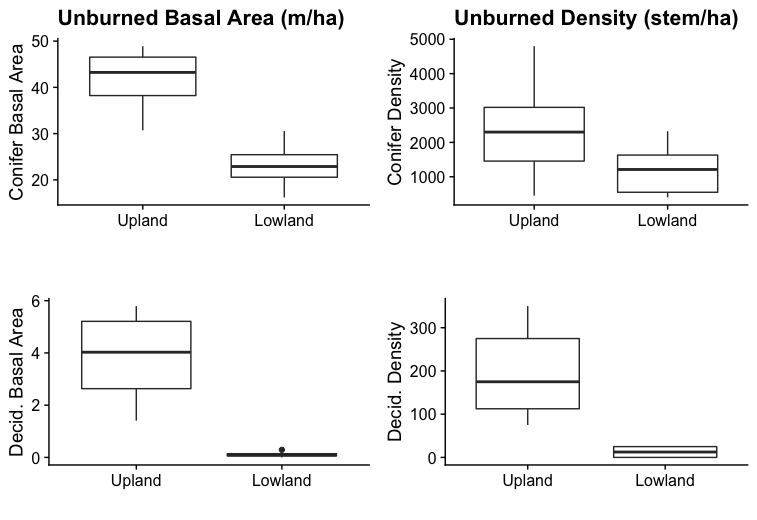 Unburned Basal Area (m/ha)
Unburned Density (stem/ha)
Conifer Basal Area
50
40
30
20
Upland
Lowland
Conifer Density
5000
4000
3000
2000
1000
Upland
Lowland
Decid. Basal Area
6
4
2
0
Upland
Lowland
Decid. Density
300
200
100
0
Upland
Lowland